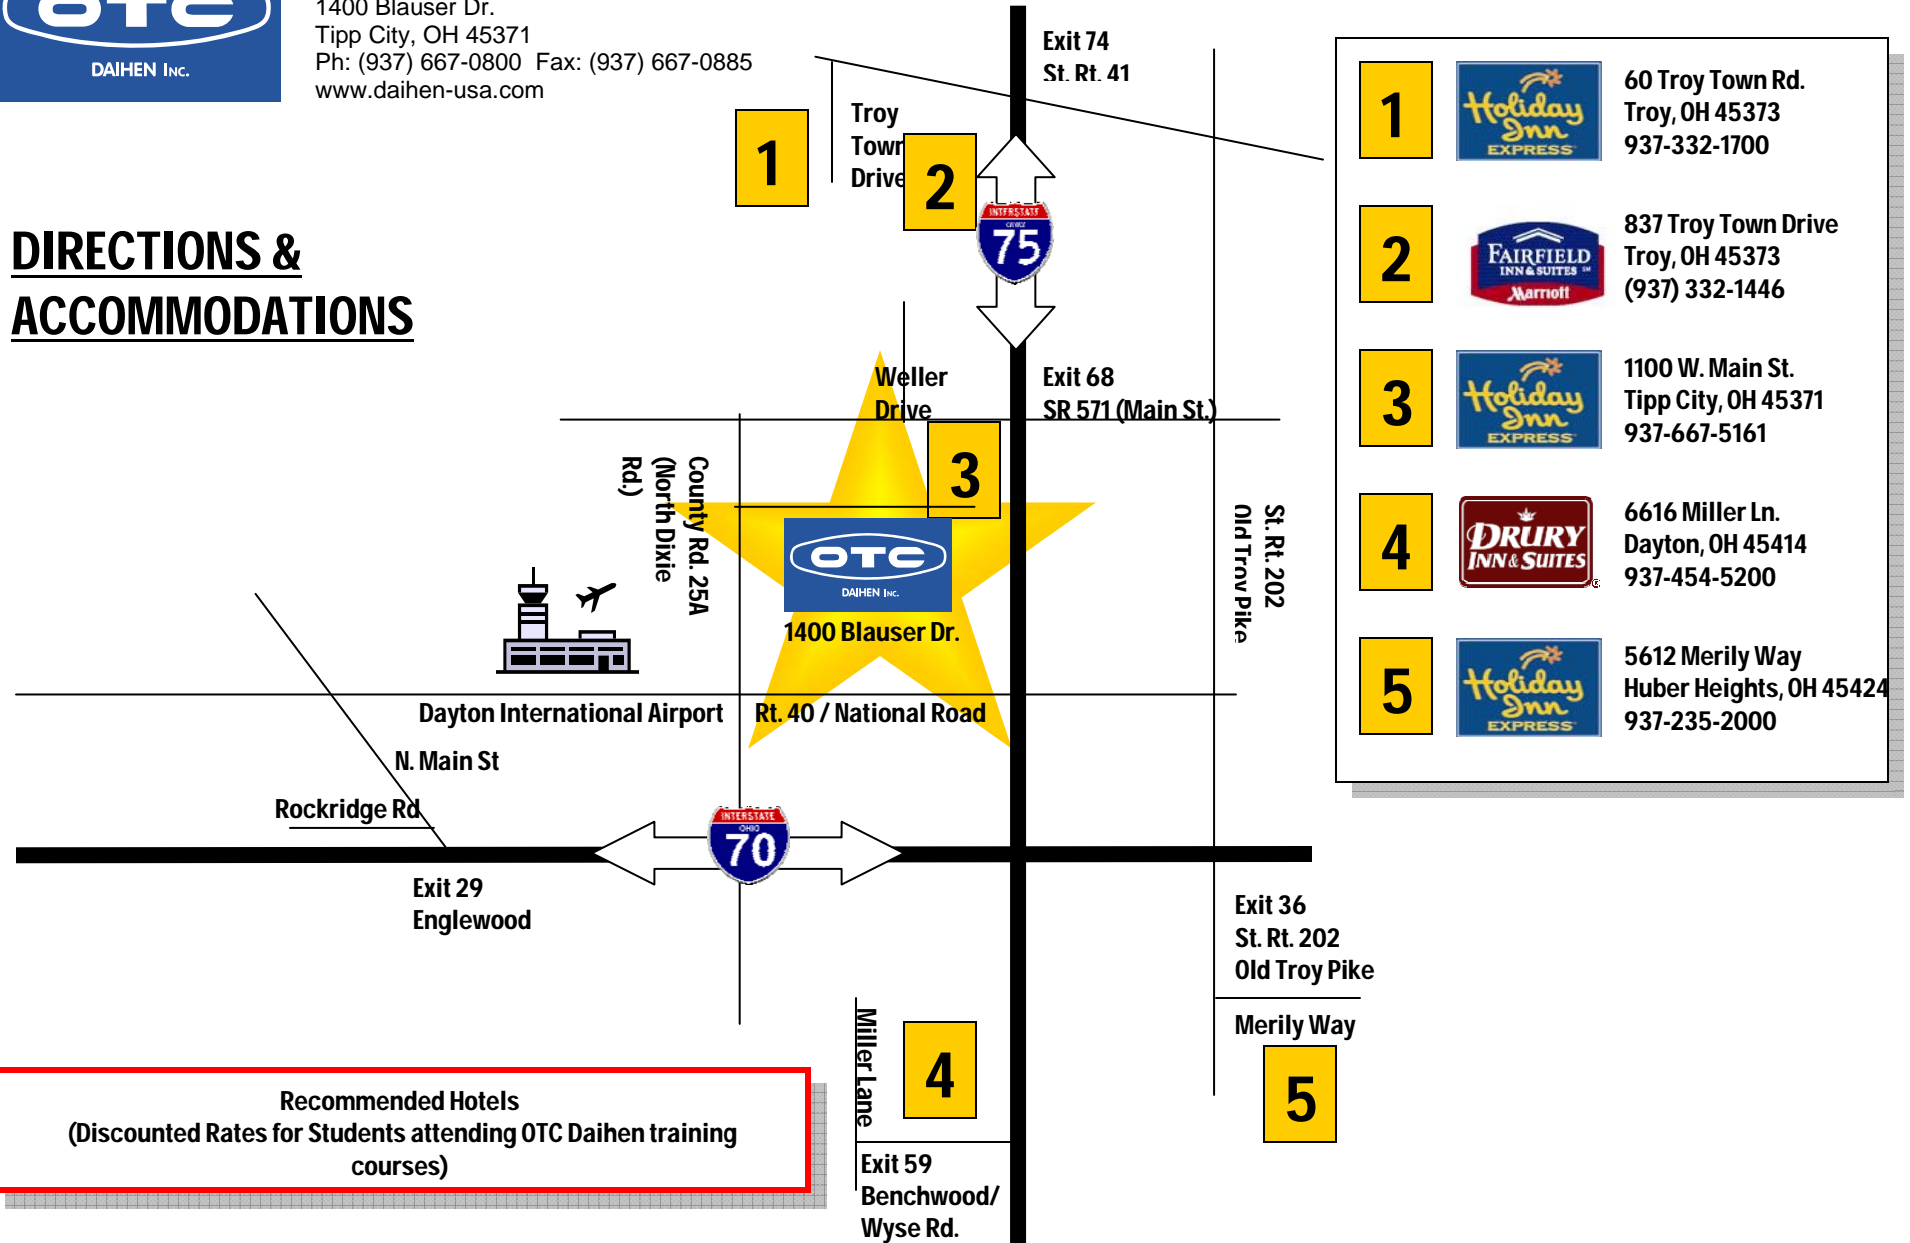 OTC
DAIHEN INC.
1400 Blauser Dr.
Tipp City, OH 45371
Ph: (937) 667-0800  Fax: (937) 667-0885
www.daihen-usa.com
DIRECTIONS &
ACCOMMODATIONS
Exit 74
St. Rt. 41
1
Troy
Town
Drive
2
INTERSTATE
OHIO
75
Weller
Drive
Exit 68
SR 571 (Main St.)
3
County Rd. 25A
(North Dixie
Rd.)
OTC
DAIHEN INC.
1400 Blauser Dr.
St. Rt. 202
Old Troy Pike
Dayton International Airport
Rt. 40 / National Road
N. Main St
Rockridge Rd
INTERSTATE
OHIO
70
Exit 29
Englewood
Exit 36
St. Rt. 202
Old Troy Pike
Merily Way
5
Miller Lane
4
Exit 59
Benchwood/
Wyse Rd.
Recommended Hotels
(Discounted Rates for Students attending OTC Daihen training
courses)
1
Holiday
Inn
EXPRESS
60 Troy Town Rd.
Troy, OH 45373
937-332-1700
2
FAIRFIELD
INN & SUITES SM
Marriott
837 Troy Town Drive
Troy, OH 45373
(937) 332-1446
3
Holiday
Inn
EXPRESS
1100 W. Main St.
Tipp City, OH 45371
937-667-5161
4
DRURY
INN & SUITES®
6616 Miller Ln.
Dayton, OH 45414
937-454-5200
5
Holiday
Inn
EXPRESS
5612 Merily Way
Huber Heights, OH 45424
937-235-2000